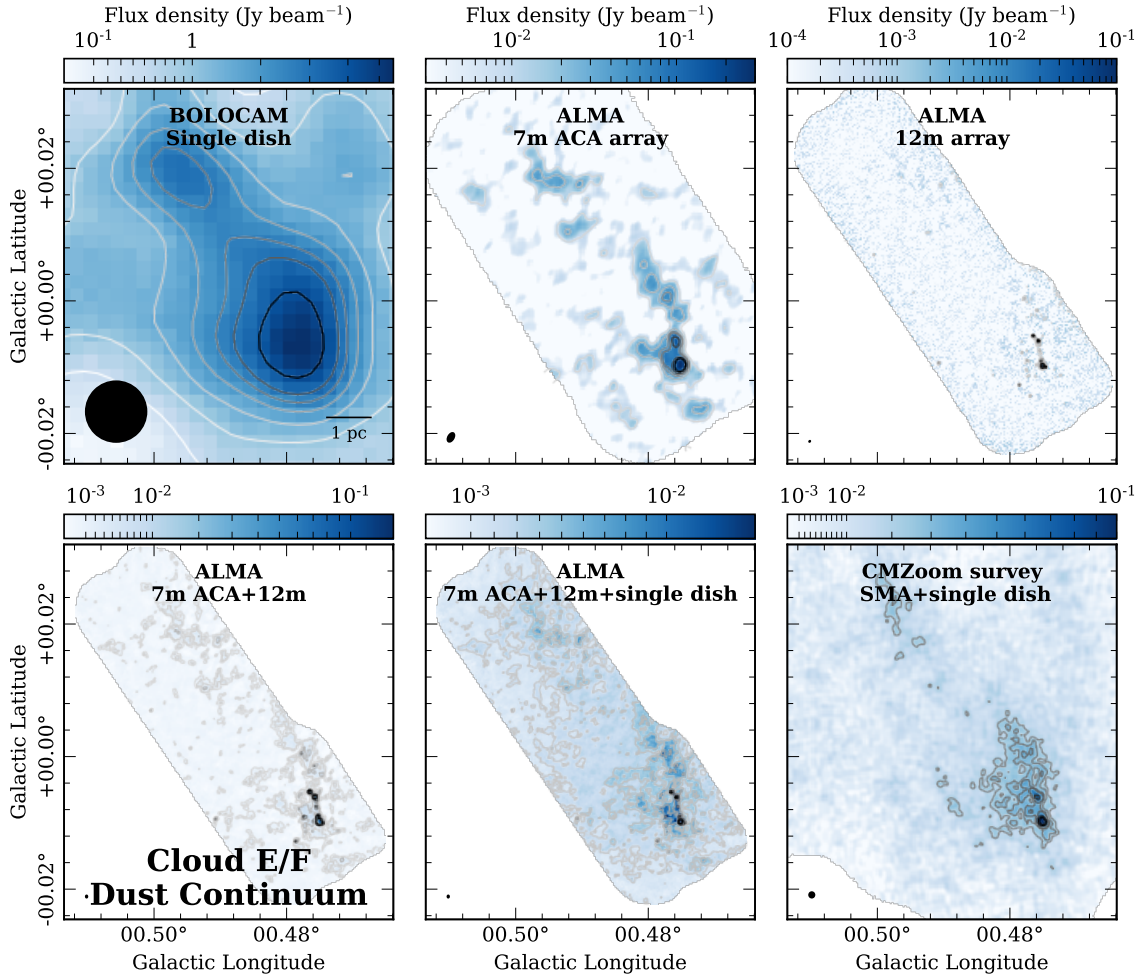 Flux density (Jy beam⁻¹) Flux density (Jy beam⁻¹) Flux density (Jy beam⁻¹)
10⁻¹ 1 10⁻² 10⁻¹ 10⁻⁴ 10⁻³ 10⁻² 10⁻¹
BOLOCAM
Single dish
ALMA
7m ACA array
ALMA
12m array
Galactic Latitude
+00.02°
+00.00°
-00.02°
1 pc
10⁻³ 10⁻² 10⁻¹ 10⁻³ 10⁻² 10⁻³ 10⁻² 10⁻¹
ALMA
7m ACA+12m
ALMA
7m ACA+12m+single dish
CMZoom survey
SMA+single dish
Galactic Latitude
+00.02°
+00.00°
-00.02°
Cloud E/F
Dust Continuum
00.50° 00.48° 00.50° 00.48° 00.50° 00.48°
Galactic Longitude Galactic Longitude Galactic Longitude